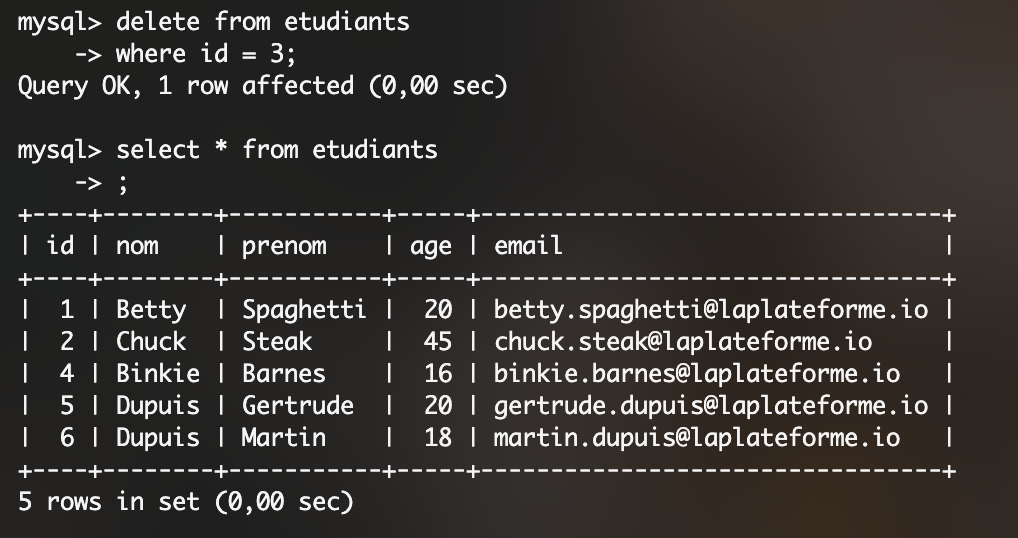 mysql> delete from etudiants
    -> where id = 3;
Query OK, 1 row affected (0,00 sec)

mysql> select * from etudiants
    -> ;
+----+--------+-----------+-----+---------------------------------+
| id | nom    | prenom    | age | email                           |
+----+--------+-----------+-----+---------------------------------+
|  1 | Betty  | Spaghetti |  20 | betty.spaghetti@laplateforme.io |
|  2 | Chuck  | Steak     |  45 | chuck.steak@laplateforme.io     |
|  4 | Binkie | Barnes    |  16 | binkie.barnes@laplateforme.io   |
|  5 | Dupuis | Gertrude  |  20 | gertrude.dupuis@laplateforme.io |
|  6 | Dupuis | Martin    |  18 | martin.dupuis@laplateforme.io   |
+----+--------+-----------+-----+---------------------------------+
5 rows in set (0,00 sec)